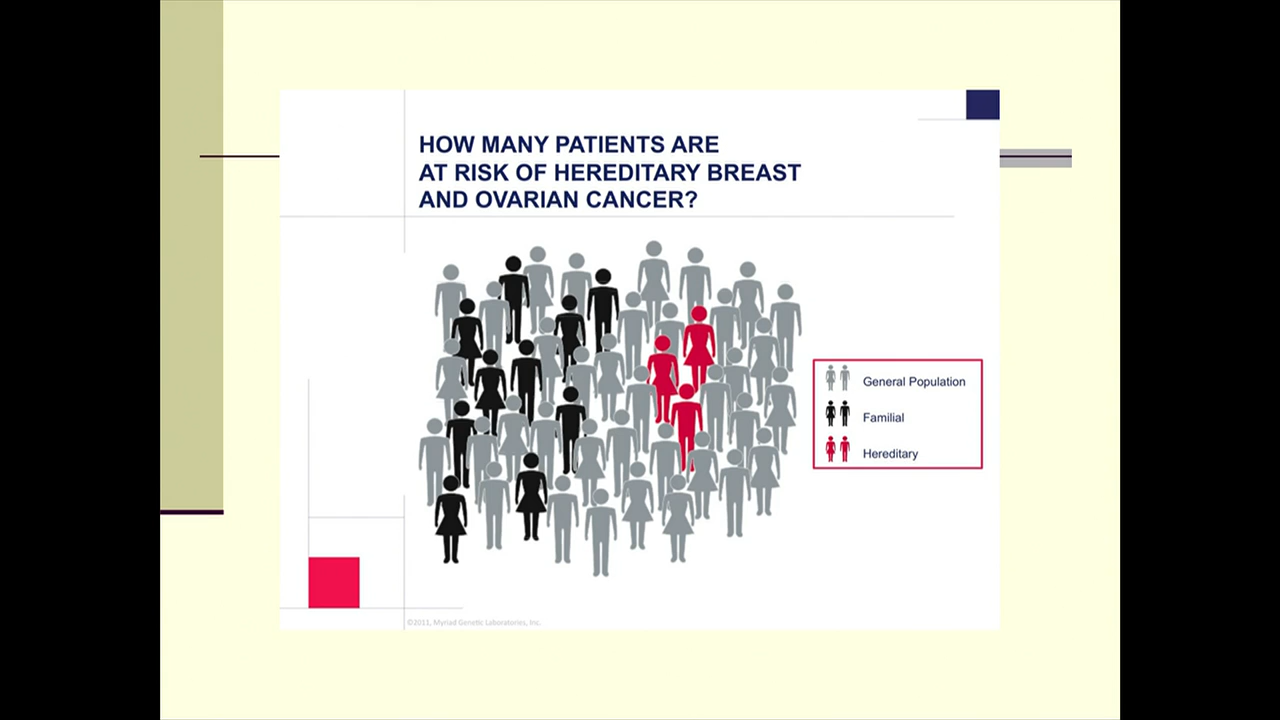 HOW MANY PATIENTS ARE
AT RISK OF HEREDITARY BREAST
AND OVARIAN CANCER?
General Population
Familial
Hereditary
©2011, Myriad Genetic Laboratories, Inc.